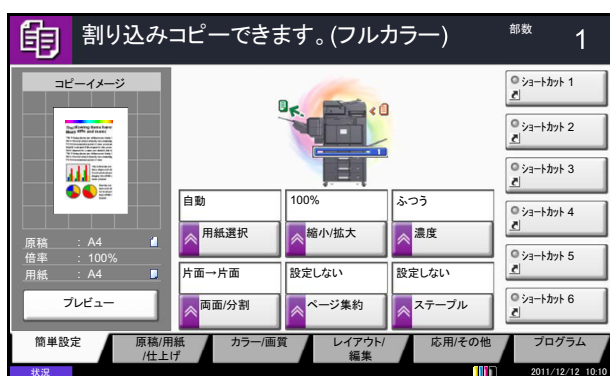 割り込みコピーできます。(フルカラー)
部数 1
コピーイメージ
原稿 : A4
倍率 : 100%
用紙 : A4
プレビュー
自動
用紙選択
100%
縮小/拡大
ふつう
濃度
片面→片面
両面/分割
設定しない
ページ集約
設定しない
ステープル
ショートカット 1
ショートカット 2
ショートカット 3
ショートカット 4
ショートカット 5
ショートカット 6
簡単設定
原稿/用紙
/仕上げ
カラー/画質
レイアウト/
編集
応用/その他
プログラム
状況
2011/12/12 10:10